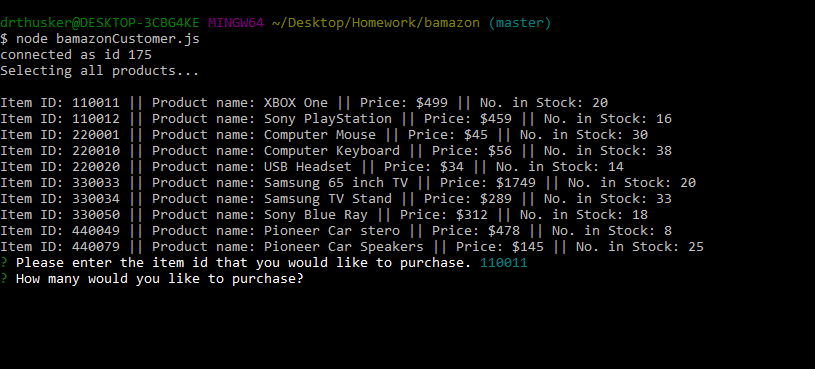 drthusker@DESKTOP-3CBG4KE MINGW64 ~/Desktop/Homework/bamazon (master)
$ node bamazonCustomer.js
connected as id 175
Selecting all products...
Item ID: 110011 || Product name: XBOX One || Price: $499 || No. in Stock: 20
Item ID: 110012 || Product name: Sony PlayStation || Price: $459 || No. in Stock: 16
Item ID: 220001 || Product name: Computer Mouse || Price: $45 || No. in Stock: 30
Item ID: 220010 || Product name: Computer Keyboard || Price: $56 || No. in Stock: 38
Item ID: 220020 || Product name: USB Headset || Price: $34 || No. in Stock: 14
Item ID: 330033 || Product name: Samsung 65 inch TV || Price: $1749 || No. in Stock: 20
Item ID: 330034 || Product name: Samsung TV Stand || Price: $289 || No. in Stock: 33
Item ID: 330050 || Product name: Sony Blue Ray || Price: $312 || No. in Stock: 18
Item ID: 440049 || Product name: Pioneer Car stero || Price: $478 || No. in Stock: 8
Item ID: 440079 || Product name: Pioneer Car Speakers || Price: $145 || No. in Stock: 25
? Please enter the item id that you would like to purchase. 110011
? How many would you like to purchase?